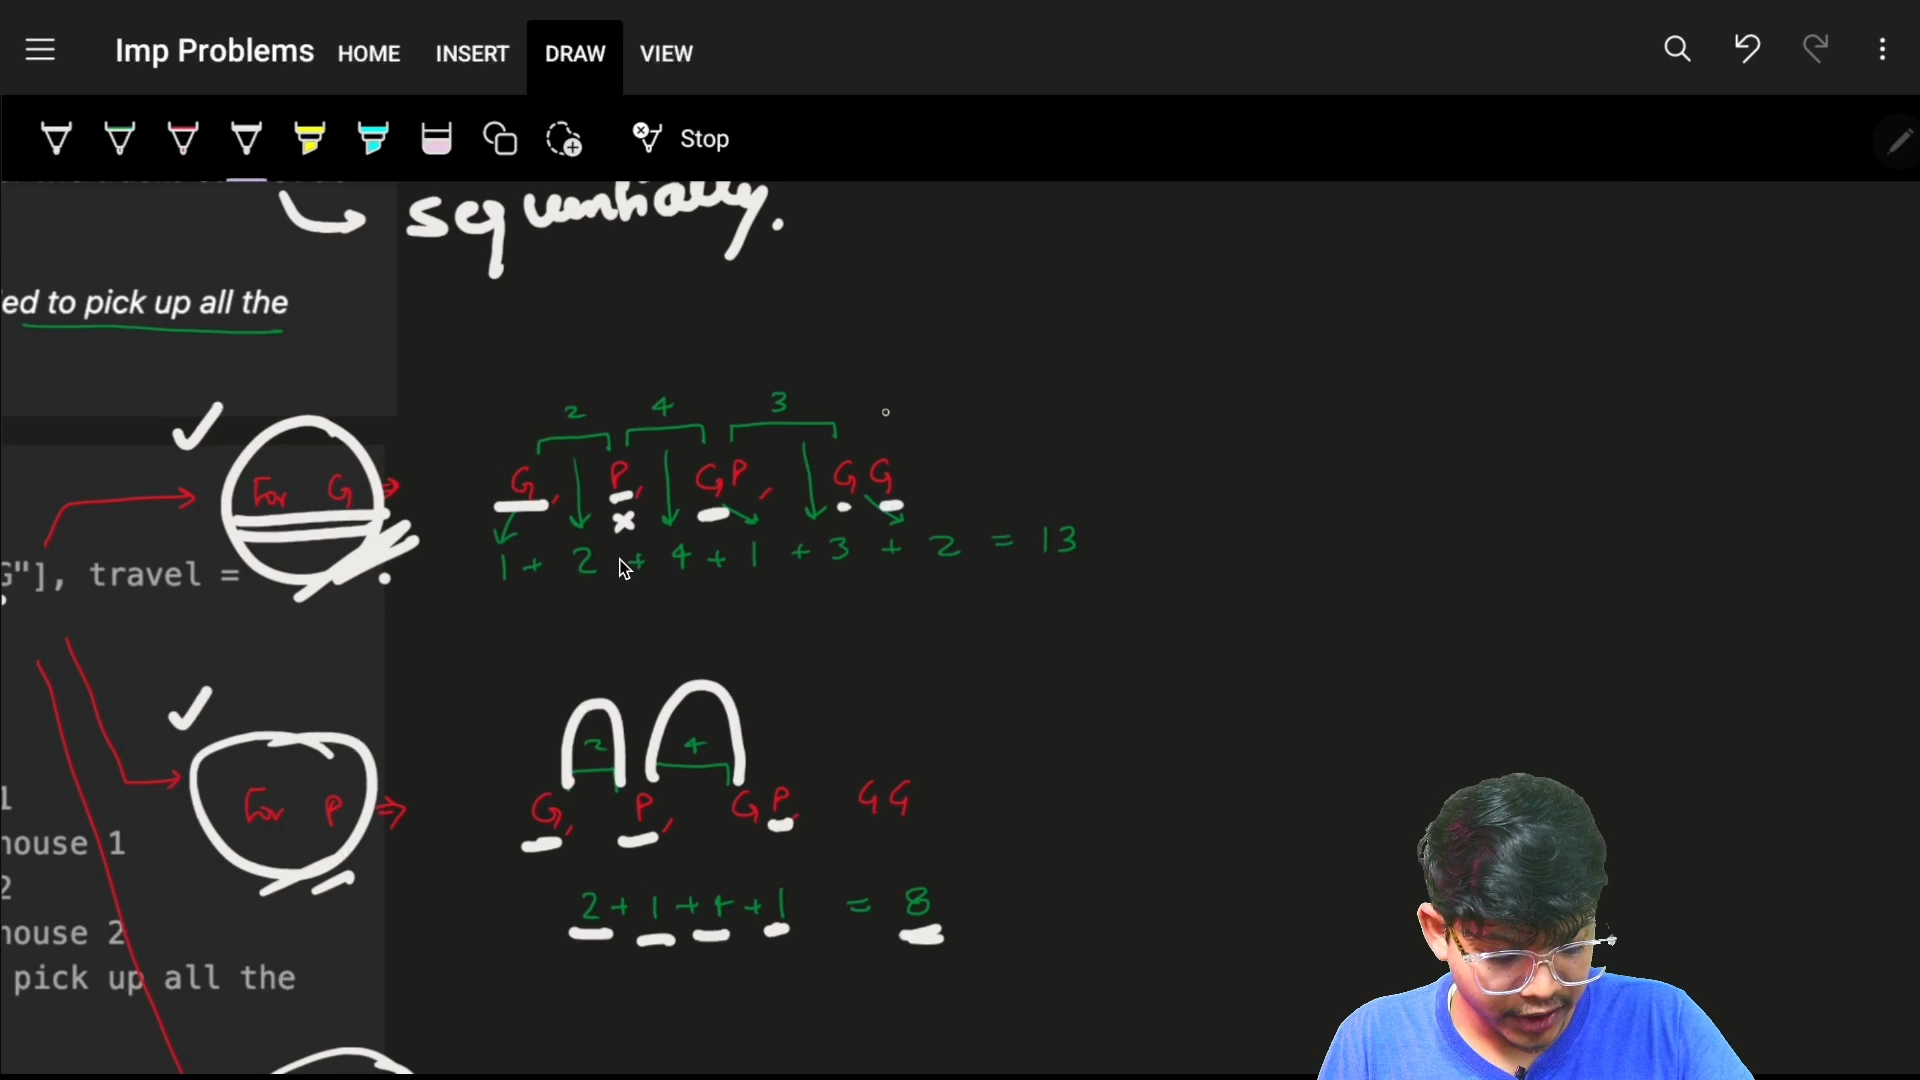 Imp Problems HOME INSERT DRAW VIEW
Stop
sequentially.
ed to pick up all the
2 4 3
For G ⇒ G, P, GP, G G
×
1 + 2 + 4 + 1 + 3 + 2 = 13
G"], travel =
2 4
For P ⇒ G, P, G P, G G
1
house 1
2 + 1 + 4 + 1 = 8
2
house 2
pick up all the